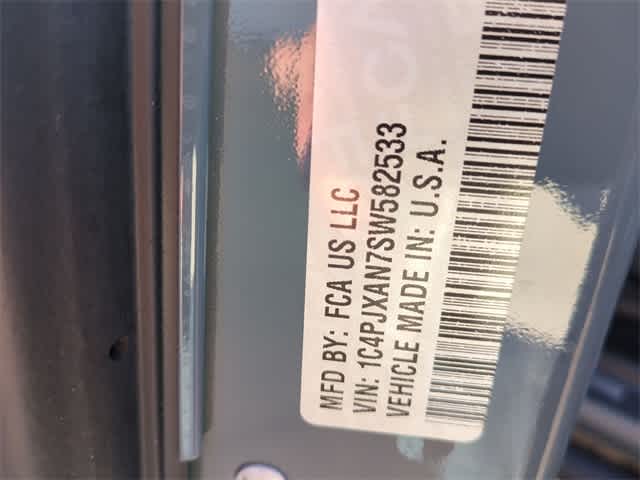 MFD BY: FCA US LLC
VIN: 1C4PJXAN7SW582533
VEHICLE MADE IN: U.S.A.